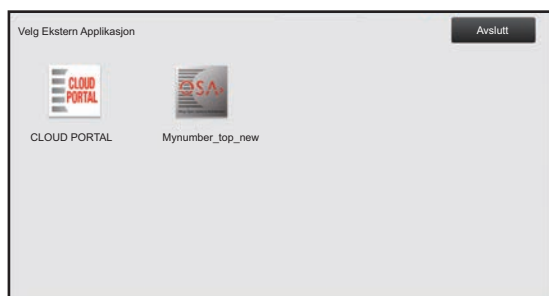 Velg Ekstern Applikasjon
Avslutt
CLOUD
PORTAL
OSA
CLOUD PORTAL
Mynumber_top_new